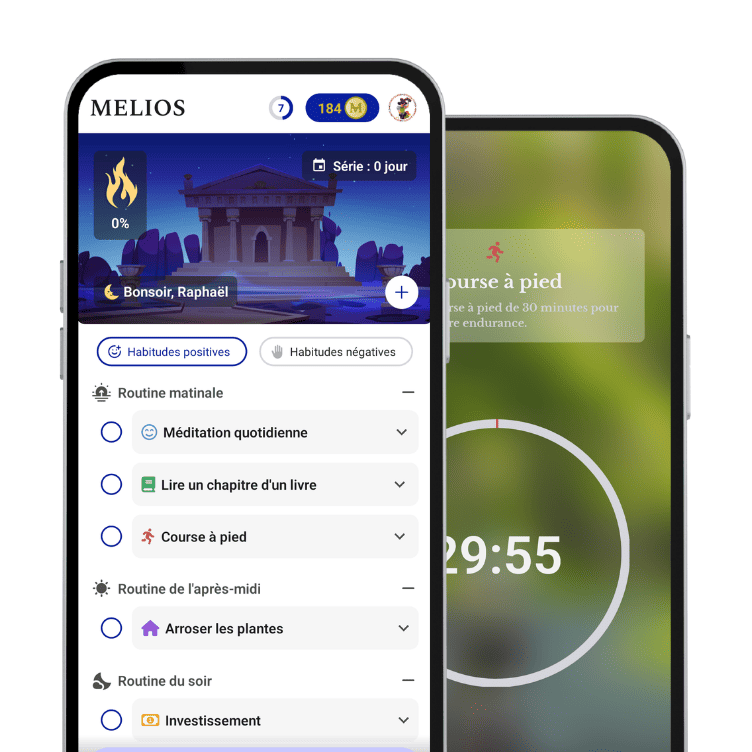 MELIOS
7
184
Série : 0 jour
0%
Bonsoir, Raphaël
Habitudes positives
Habitudes négatives
Routine matinale
Méditation quotidienne
Lire un chapitre d'un livre
Course à pied
Routine de l'après-midi
Arroser les plantes
Routine du soir
Investissement
ourse à pied
rse à pied de 30 minutes pour
re endurance.
29:55